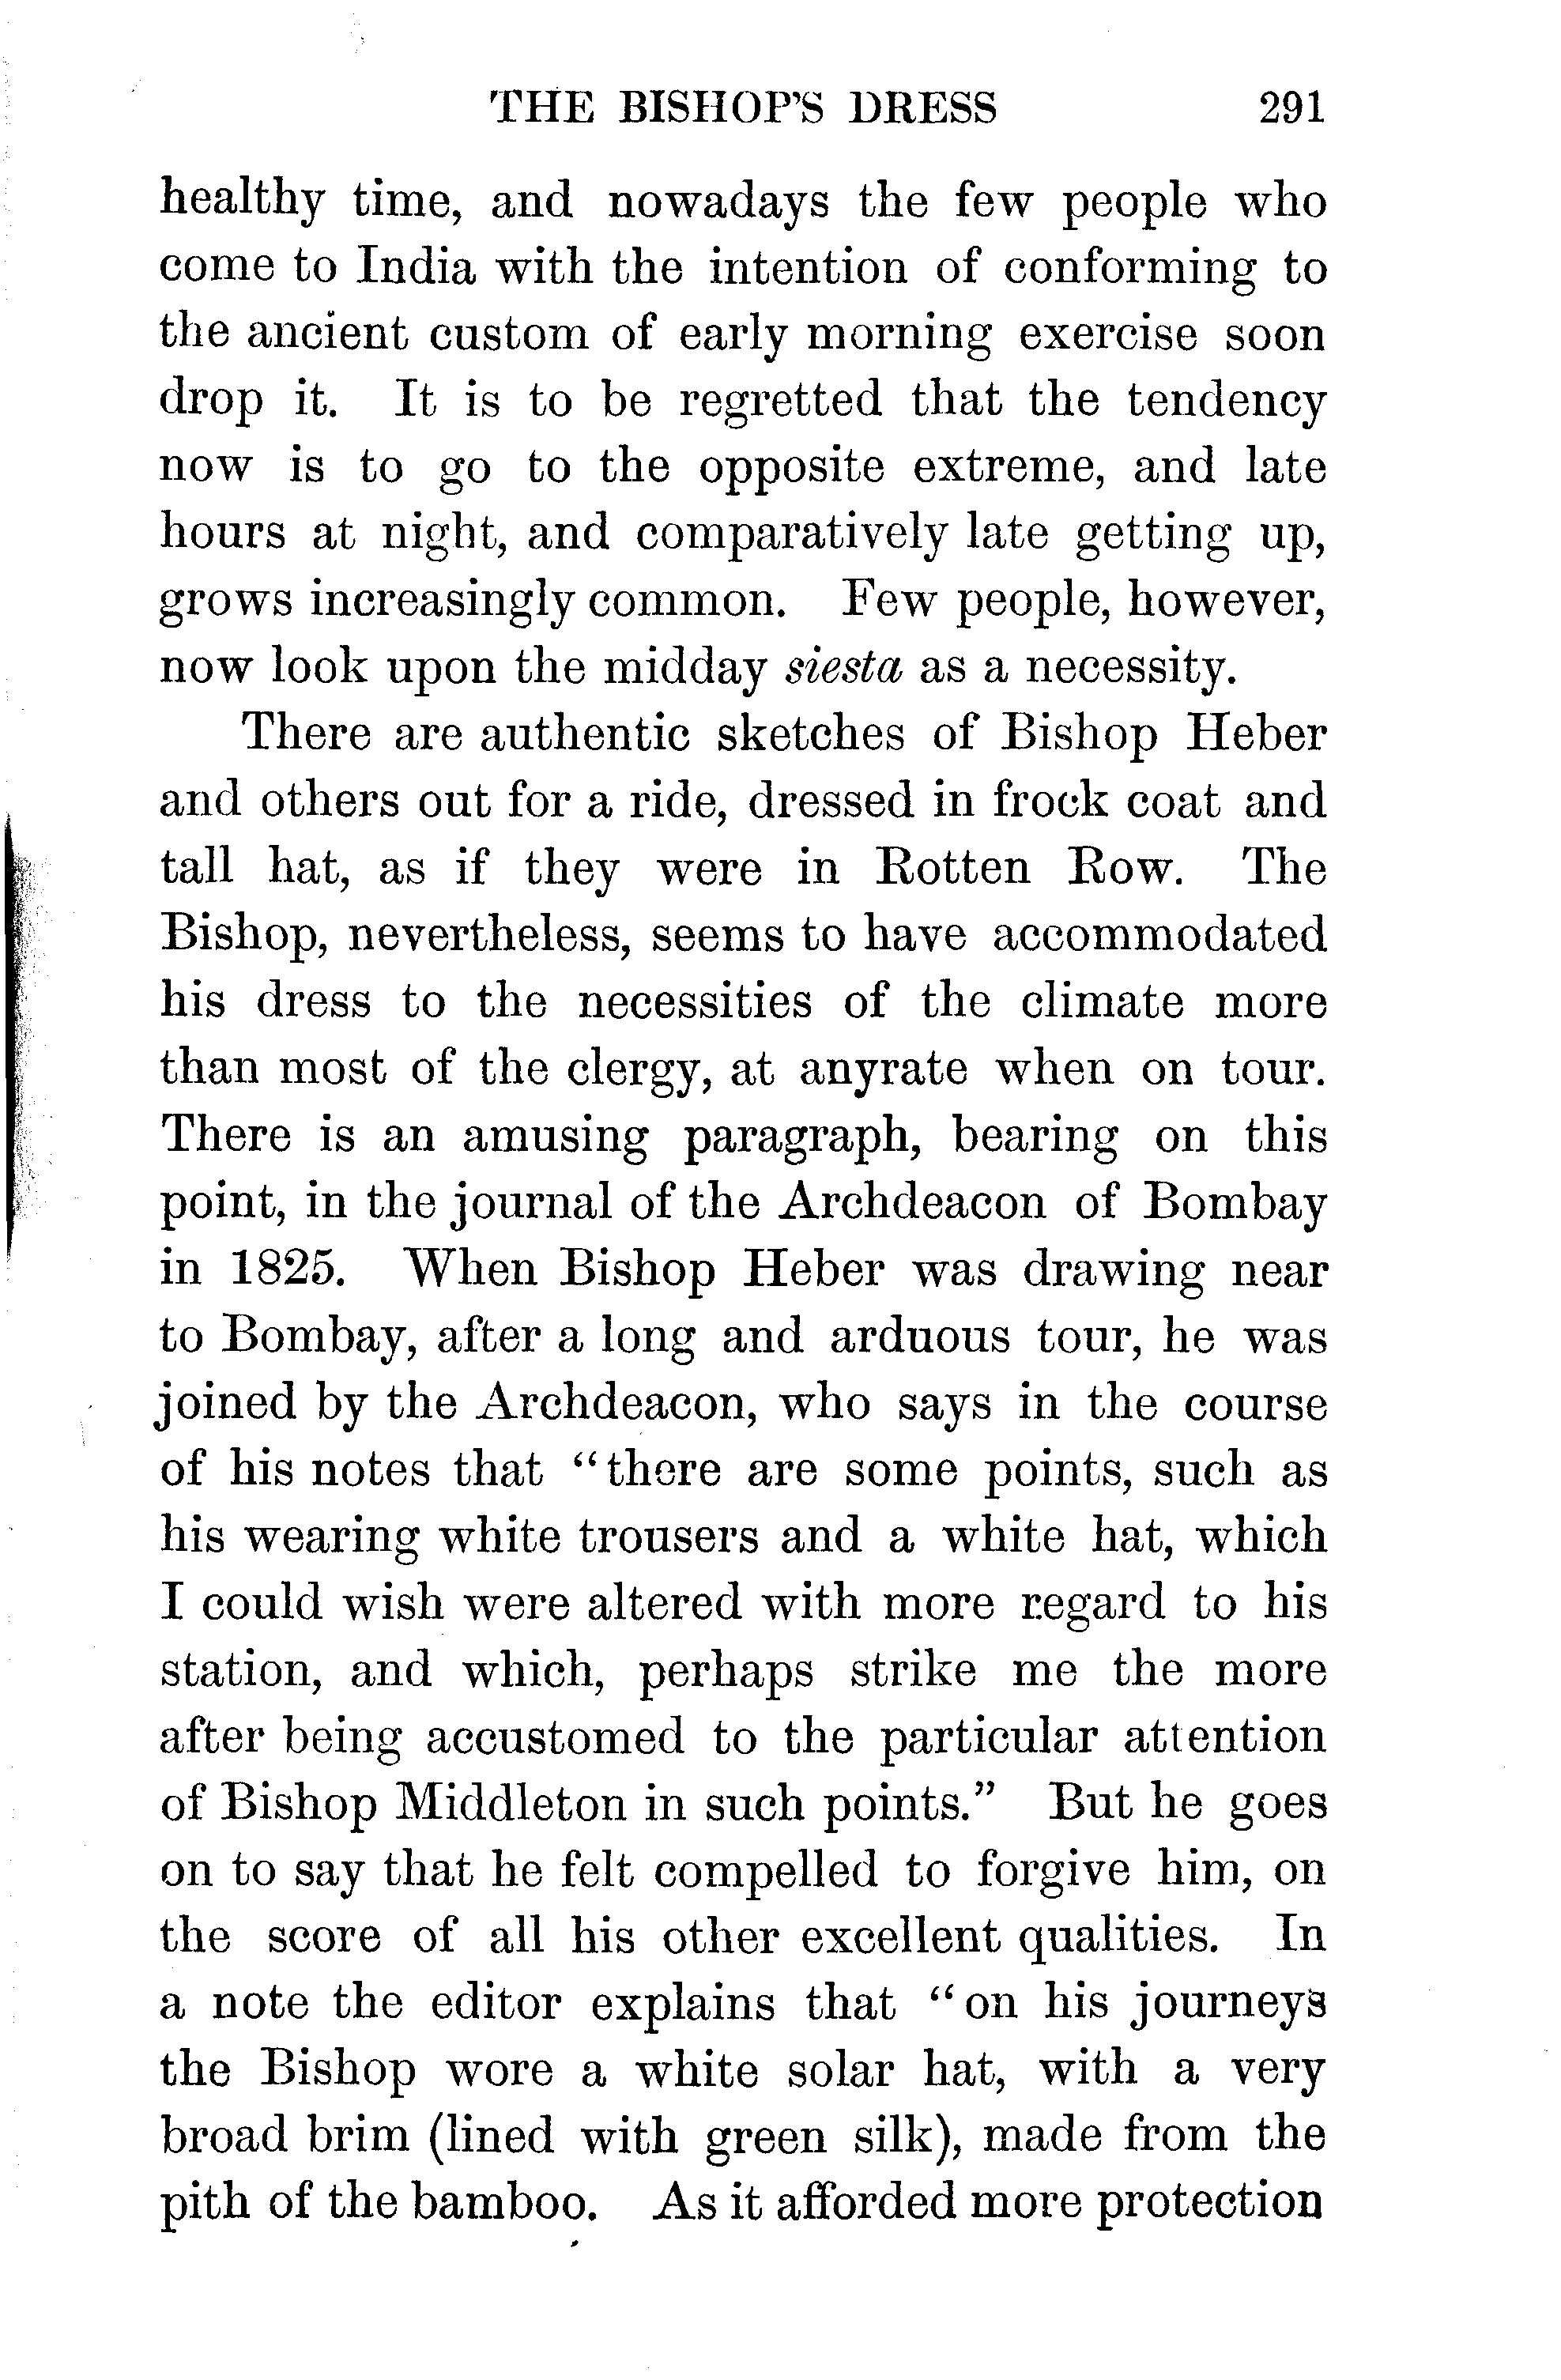 THE BISHOP'S DRESS 291
healthy time, and nowadays the few people who
come to India with the intention of conforming to
the ancient custom of early morning exercise soon
drop it. It is to be regretted that the tendency
now is to go to the opposite extreme, and late
hours at night, and comparatively late getting up,
grows increasingly common. Few people, however,
now look upon the midday siesta as a necessity.
There are authentic sketches of Bishop Heber
and others out for a ride, dressed in frock coat and
tall hat, as if they were in Rotten Row. The
Bishop, nevertheless, seems to have accommodated
his dress to the necessities of the climate more
than most of the clergy, at anyrate when on tour.
There is an amusing paragraph, bearing on this
point, in the journal of the Archdeacon of Bombay
in 1825. When Bishop Heber was drawing near
to Bombay, after a long and arduous tour, he was
joined by the Archdeacon, who says in the course
of his notes that "there are some points, such as
his wearing white trousers and a white hat, which
I could wish were altered with more regard to his
station, and which, perhaps strike me the more
after being accustomed to the particular attention
of Bishop Middleton in such points." But he goes
on to say that he felt compelled to forgive him, on
the score of all his other excellent qualities. In
a note the editor explains that "on his journeys
the Bishop wore a white solar hat, with a very
broad brim (lined with green silk), made from the
pith of the bamboo. As it afforded more protection